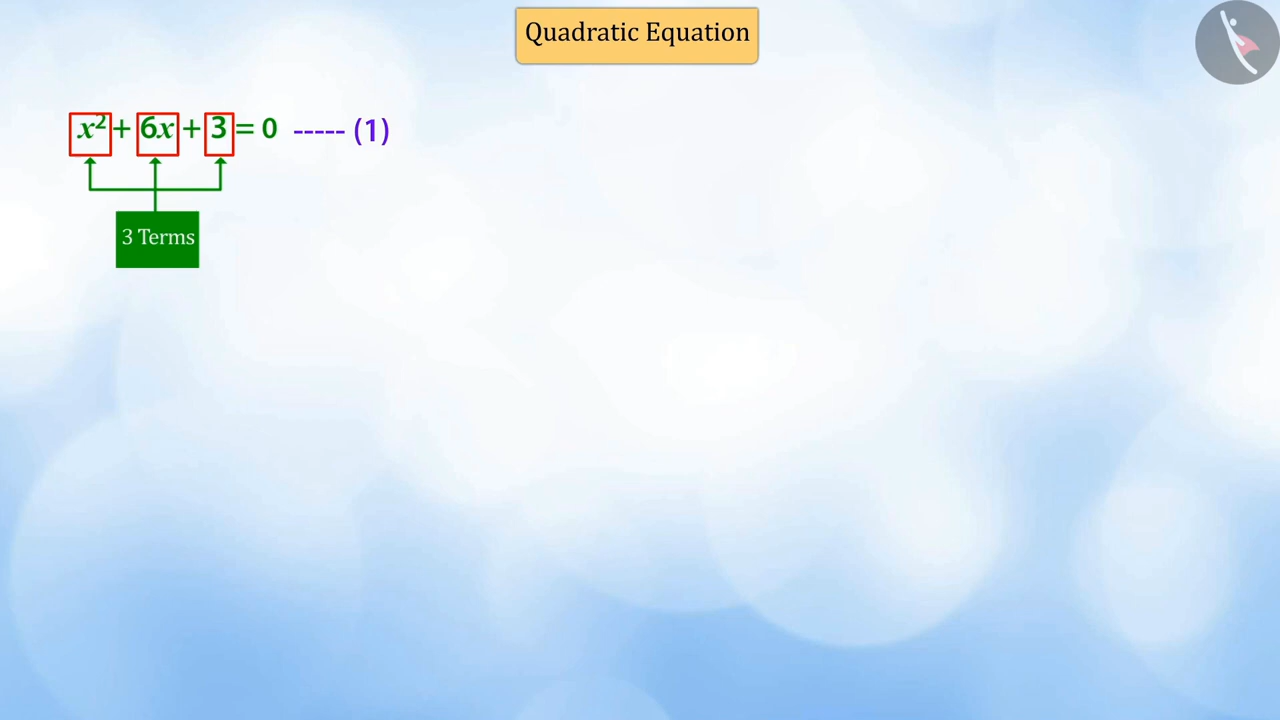 Quadratic Equation
x² + 6x + 3 = 0 ----- (1)
3 Terms